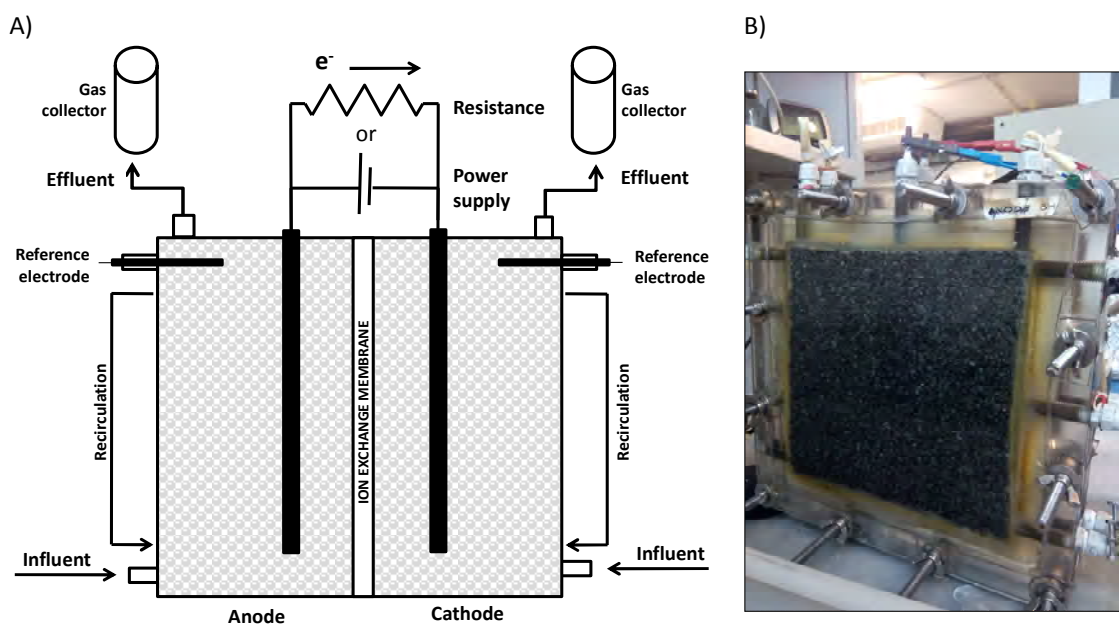 A)
B)
Gas
collector
e-
Resistance
Gas
collector
or
Effluent
Power
supply
Effluent
Reference
electrode
Reference
electrode
Recirculation
ION EXCHANGE MEMBRANE
Recirculation
Influent
Influent
Anode
Cathode